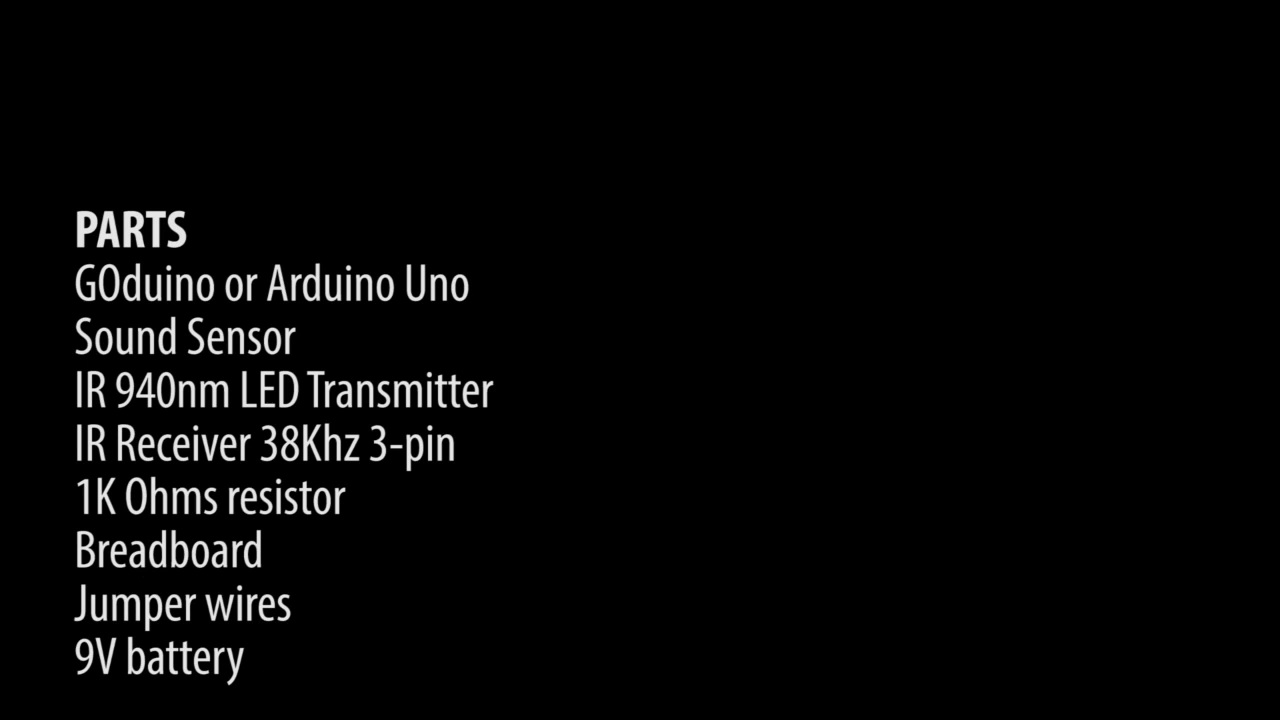 PARTS
GOduino or Arduino Uno
Sound Sensor
IR 940nm LED Transmitter
IR Receiver 38Khz 3-pin
1K Ohms resistor
Breadboard
Jumper wires
9V battery